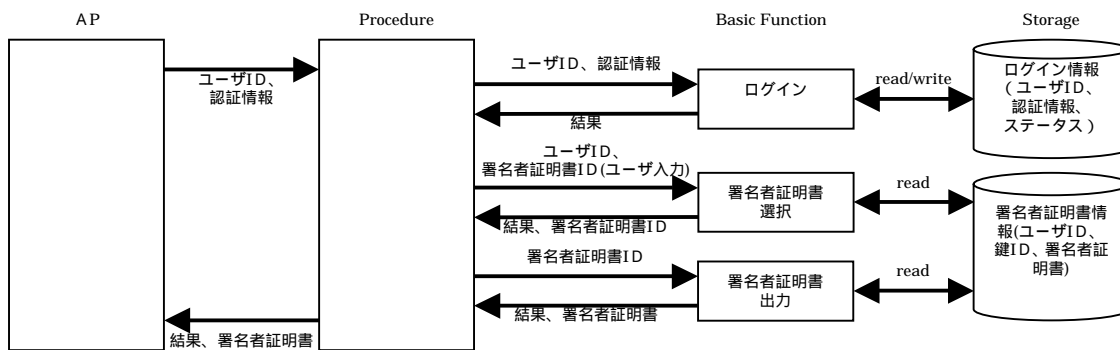 AP
Procedure
Basic Function
Storage
ユーザID、
認証情報
ユーザID、認証情報
ログイン
read/write
ログイン情報
(ユーザID、
認証情報、
ステータス)
結果
ユーザID、
署名者証明書ID(ユーザ入力)
署名者証明書
選択
read
署名者証明書情
報(ユーザID、
鍵ID、署名者証
明書)
結果、署名者証明書ID
署名者証明書ID
署名者証明書
出力
read
結果、署名者証明書
結果、署名者証明書